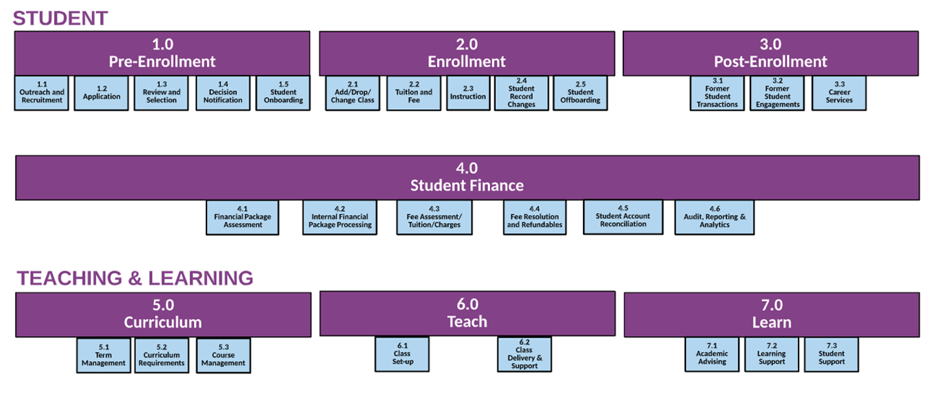 STUDENT
1.0
Pre-Enrollment
2.0
Enrollment
3.0
Post-Enrollment
1.1
Outreach and
Recruitment
1.2
Application
1.3
Review and
Selection
1.4
Decision
Notification
1.5
Student
Onboarding
2.1
Add/Drop/
Change Class
2.2
Tuition and
Fee
2.3
Instruction
2.4
Student
Record
Changes
2.5
Student
Offboarding
3.1
Former
Student
Transactions
3.2
Former
Student
Engagements
3.3
Career
Services
4.0
Student Finance
4.1
Financial Package
Assessment
4.2
Internal Financial
Package Processing
4.3
Fee Assessment/
Tuition/Charges
4.4
Fee Resolution
and Refundables
4.5
Student Account
Reconciliation
4.6
Audit, Reporting &
Analytics
TEACHING & LEARNING
5.0
Curriculum
6.0
Teach
7.0
Learn
5.1
Term
Management
5.2
Curriculum
Requirements
5.3
Course
Management
6.1
Class
Set-up
6.2
Class
Delivery &
Support
7.1
Academic
Advising
7.2
Learning
Support
7.3
Student
Support